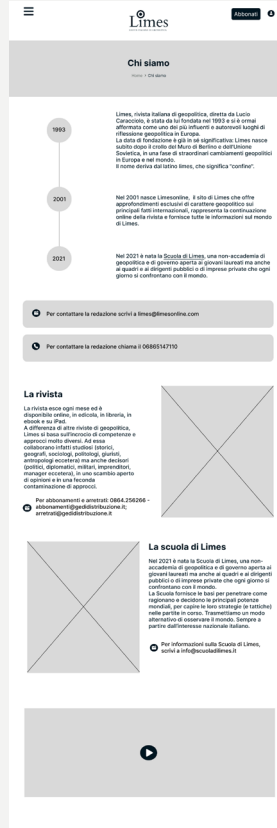 Limes
Abbonati
Chi siamo
Home / Chi siamo
1993
Limes, rivista italiana di geopolitica, diretta da Lucio
Caracciolo, è stata da lui fondata nel 1993 e si è ormai
affermata come uno dei più influenti e autorevoli luoghi di
riflessione geopolitica in Europa.
La data di fondazione è già in sé significativa: Limes nasce
subito dopo il crollo del Muro di Berlino e dell'Unione
Sovietica, in una fase di straordinari cambiamenti geopolitici
in Europa e nel mondo.
Il nome deriva dal latino limes, che significa "confine".
2001
Nel 2001 nasce Limesonline, il sito di Limes che offre
approfondimenti esclusivi di carattere geopolitico sui
principali fatti internazionali, rappresenta la continuazione
online della rivista e fornisce tutte le informazioni sul mondo
di Limes.
2021
Nel 2021 è nata la Scuola di Limes, una non-accademia di
geopolitica e di governo aperta ai giovani laureati ma anche
ai quadri e ai dirigenti pubblici o di imprese private che ogni
giorno si confrontano con il mondo.
Per contattare la redazione scrivi a limes@limesonline.com
Per contattare la redazione chiama il 06865147110
La rivista
La rivista esce ogni mese ed è
disponibile online, in edicola, in libreria, in
ebook e su iPad.
A differenza di altre riviste di geopolitica,
Limes si basa sull'incrocio di competenze e
approcci molto diversi. Ad essa
collaborano infatti studiosi (storici,
geografi, sociologi, politologi, giuristi,
antropologi eccetera) ma anche decisori
(politici, diplomatici, militari, imprenditori,
manager eccetera), in uno scambio aperto
di opinioni e in una feconda
contaminazione di approcci.
Per abbonamenti e arretrati: 0864.256266 -
abbonamenti@gedidistribuzione.it;
arretrati@gedidistribuzione.it
La scuola di Limes
Nel 2021 è nata la Scuola di Limes, una non-
accademia di geopolitica e di governo aperta ai
giovani laureati ma anche ai quadri e ai dirigenti
pubblici o di imprese private che ogni giorno si
confrontano con il mondo.
La Scuola fornisce le basi per penetrare come
ragionano e decidono le principali potenze
mondiali, per capire le loro strategie (e tattiche)
nelle partite in corso. Trasmettiamo un modo
alternativo di osservare il mondo. Sempre a
partire dall'interesse nazionale italiano.
Per informazioni sulla Scuola di Limes,
scrivi a info@scuoladilimes.it